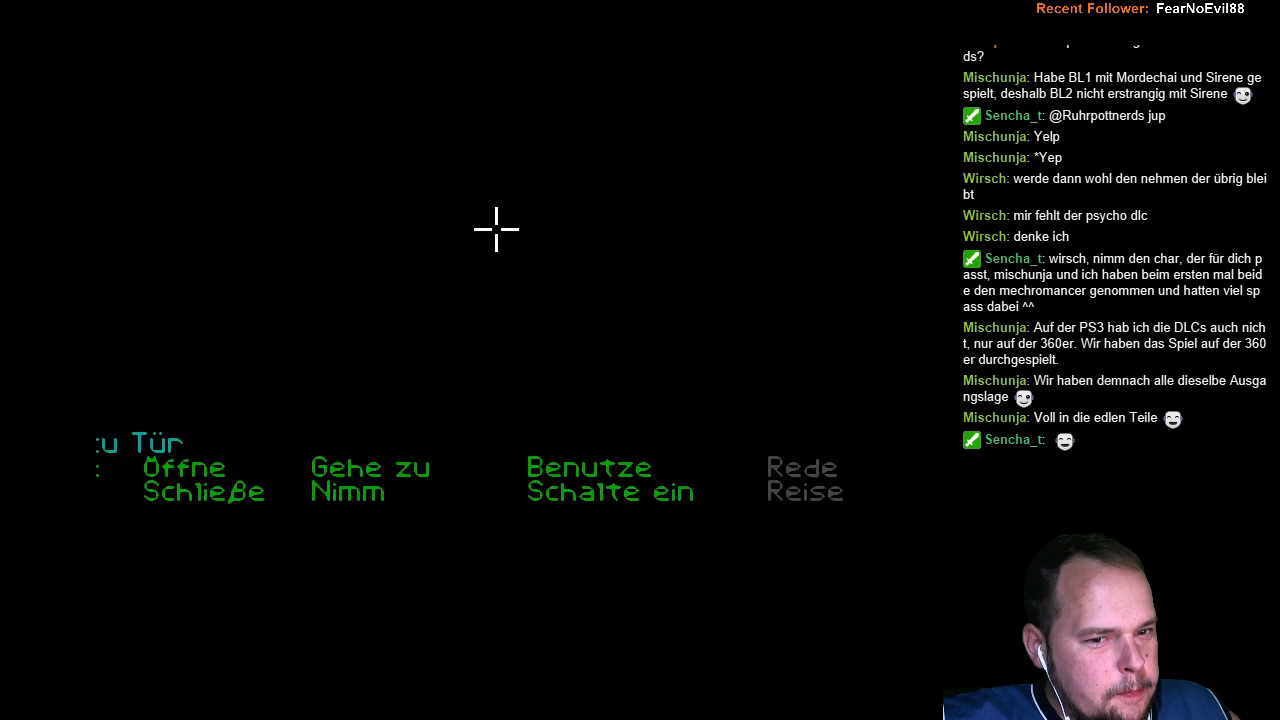 Recent Follower: FearNoEvil88
ds?
Mischunja: Habe BL1 mit Mordechai und Sirene ge
spielt, deshalb BL2 nicht erstrangig mit Sirene
Sencha_t: @Ruhrpottnerds jup
Mischunja: Yelp
Mischunja: *Yep
Wirsch: werde dann wohl den nehmen der übrig blei
bt
Wirsch: mir fehlt der psycho dlc
Wirsch: denke ich
Sencha_t: wirsch, nimm den char, der für dich p
asst, mischunja und ich haben beim ersten mal beid
e den mechromancer genommen und hatten viel sp
ass dabei ^^
Mischunja: Auf der PS3 hab ich die DLCs auch nich
t, nur auf der 360er. Wir haben das Spiel auf der 360
er durchgespielt.
Mischunja: Wir haben demnach alle dieselbe Ausga
ngslage
Mischunja: Voll in die edlen Teile
Sencha_t:
:u Tür
: Öffne Gehe zu Benutze Rede
Schließe Nimm Schalte ein Reise